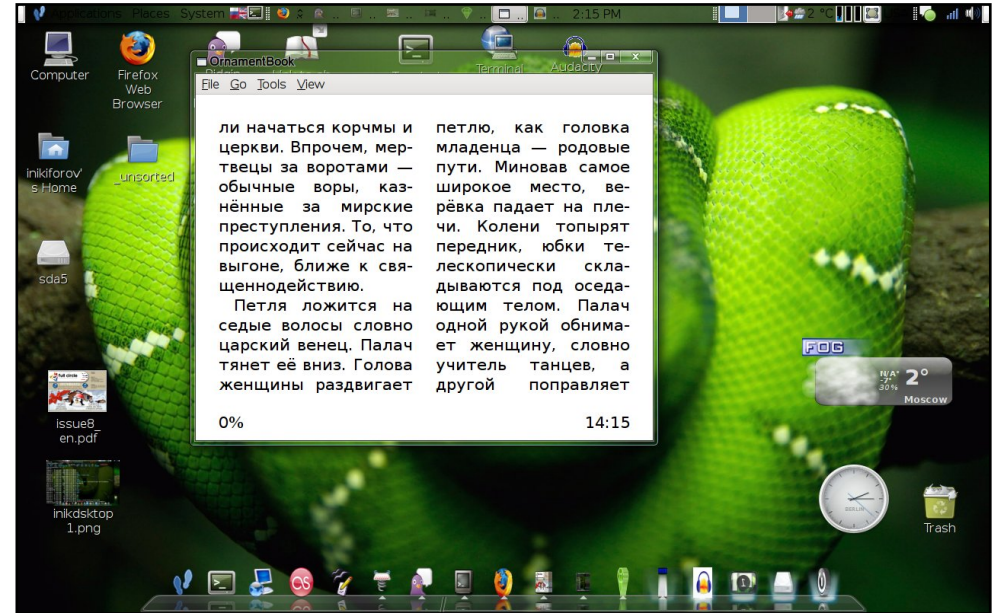 Applications Places System
2:15 PM
2 °C
Computer
Firefox
Web
Browser
Terminal
Audacity
inikiforov'
s Home
_unsorted
sda5
issue8_
en.pdf
inikdsktop
1.png
OrnamentBook
File Go Tools View
ли начаться корчмы и
церкви. Впрочем, мер-
твецы за воротами —
обычные воры, каз-
нённые за мирские
преступления. То, что
происходит сейчас на
выгоне, ближе к свя-
щеннодействию.
Петля ложится на
седые волосы словно
царский венец. Палач
тянет её вниз. Голова
женщины раздвигает
петлю, как головка
младенца — родовые
пути. Миновав самое
широкое место, ве-
рёвка падает на пле-
чи. Колени топырят
передник, юбки те-
лескопически скла-
дываются под оседа-
ющим телом. Палач
одной рукой обнима-
ет женщину, словно
учитель танцев, а
другой поправляет
0%
14:15
FOG
N/A°
-7°
30%
2°
Moscow
BERLIN
Trash